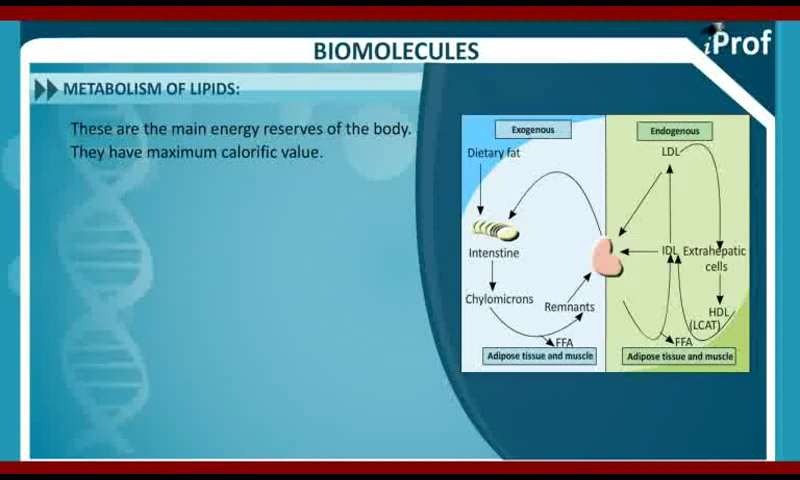 BIOMOLECULES
iProf
METABOLISM OF LIPIDS:
These are the main energy reserves of the body.
They have maximum calorific value.
Exogenous
Endogenous
Dietary fat
LDL
Intenstine
IDL
Extrahepatic
cells
Chylomicrons
Remnants
HDL
(LCAT)
FFA
FFA
Adipose tissue and muscle
Adipose tissue and muscle